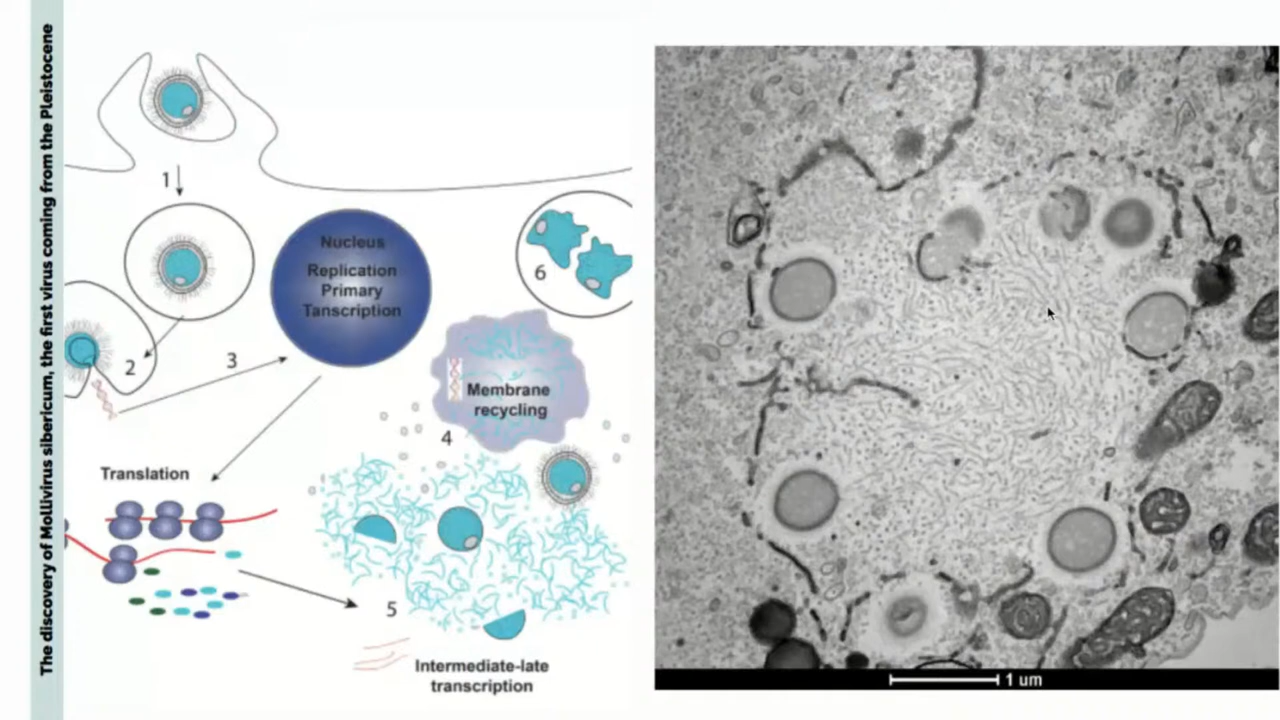 The discovery of Mollivirus sibericum, the first virus coming from the Pleistocene
1
2
3
Nucleus
Replication
Primary
Tanscription
6
Membrane
recycling
4
Translation
5
Intermediate-late
transcription
1 um